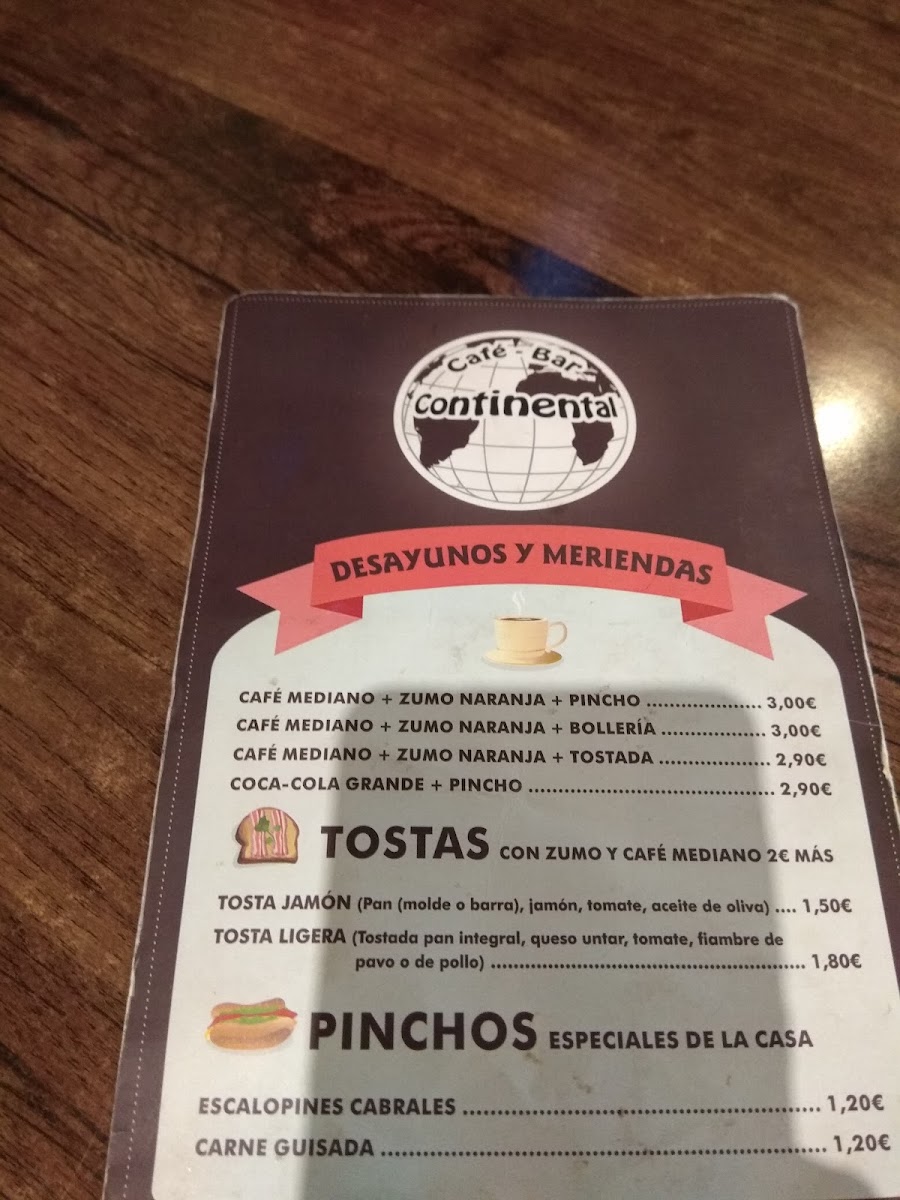 Café - Bar
Continental
DESAYUNOS Y MERIENDAS
CAFÉ MEDIANO + ZUMO NARANJA + PINCHO .................... 3,00€
CAFÉ MEDIANO + ZUMO NARANJA + BOLLERÍA .................. 3,00€
CAFÉ MEDIANO + ZUMO NARANJA + TOSTADA ................... 2,90€
COCA-COLA GRANDE + PINCHO .......................................... 2,90€
TOSTAS CON ZUMO Y CAFÉ MEDIANO 2€ MÁS
TOSTA JAMÓN (Pan (molde o barra), jamón, tomate, aceite de oliva) .... 1,50€
TOSTA LIGERA (Tostada pan integral, queso untar, tomate, fiambre de
pavo o de pollo) ...................................................... 1,80€
PINCHOS ESPECIALES DE LA CASA
ESCALOPINES CABRALES .................................................... 1,20€
CARNE GUISADA ................................................................ 1,20€